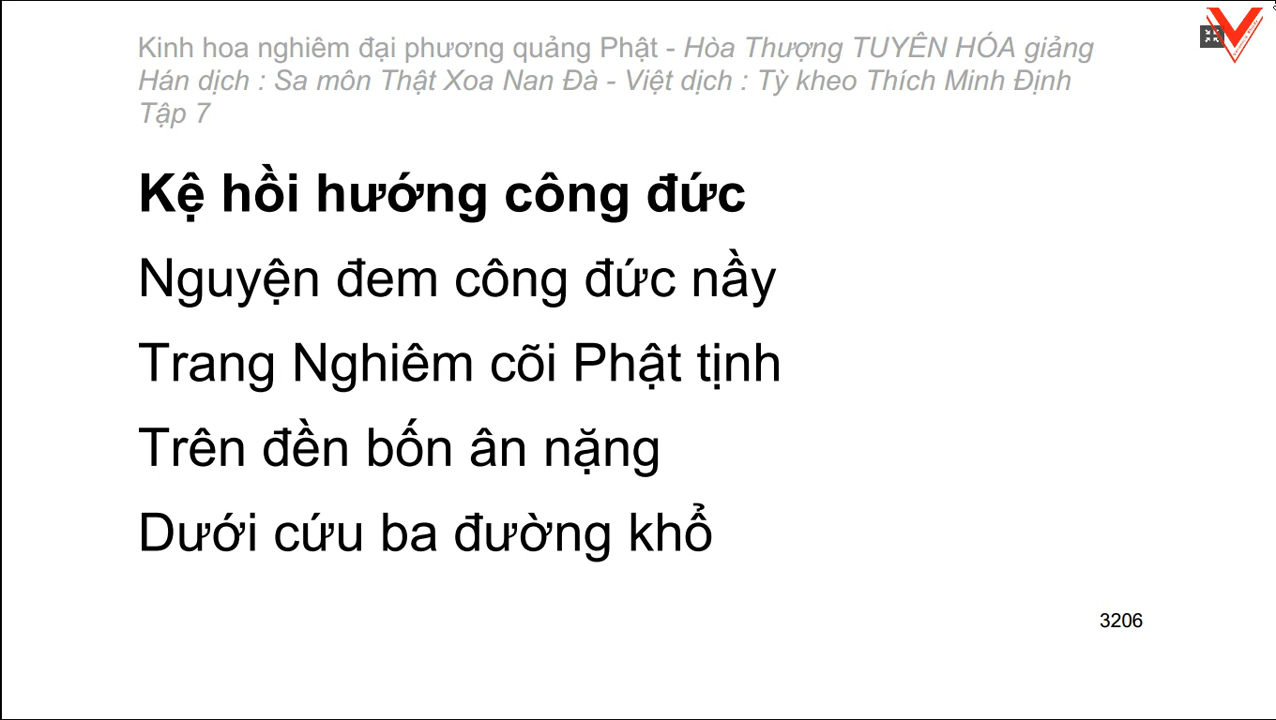 Kinh hoa nghiêm đại phương quảng Phật - Hòa Thượng TUYÊN HÓA giảng
Hán dịch : Sa môn Thật Xoa Nan Đà - Việt dịch : Tỳ kheo Thích Minh Định
Tập 7
Kệ hồi hướng công đức
Nguyện đem công đức nầy
Trang Nghiêm cõi Phật tịnh
Trên đền bốn ân nặng
Dưới cứu ba đường khổ
3206